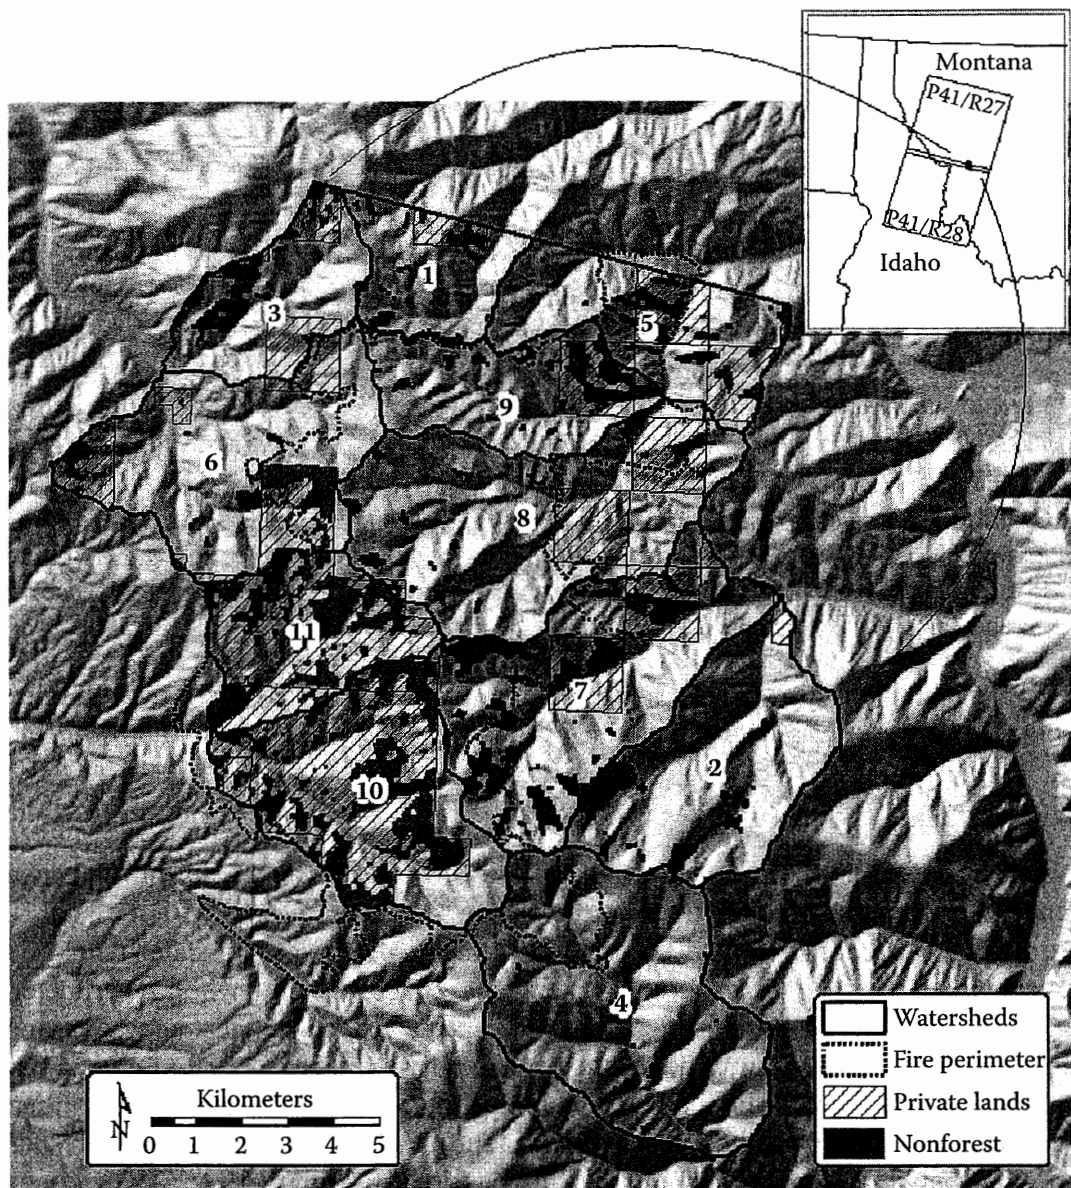 Montana
P41/R27
P41/R28
Idaho
1
3
5
9
6
8
11
7
2
10
4
Watersheds
Fire perimeter
Private lands
Nonforest
Kilometers
N
0 1 2 3 4 5